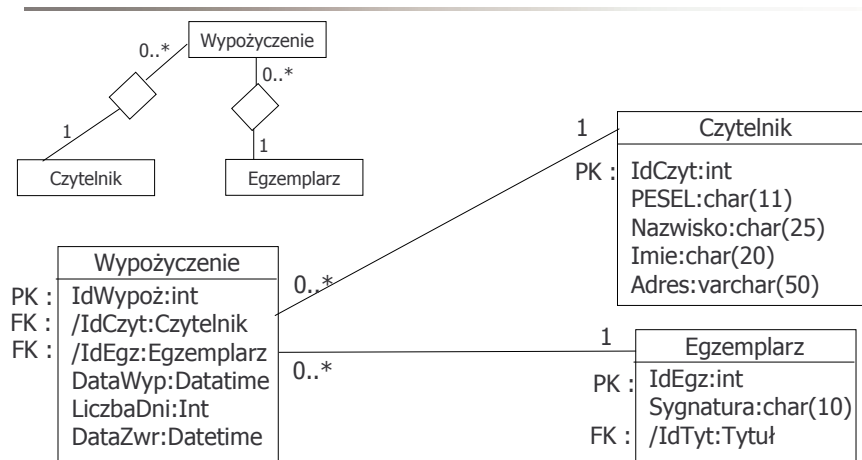 Wypożyczenie
0..*
0..*
1
1
Czytelnik
Egzemplarz
1
Czytelnik
PK : IdCzyt:int
PESEL:char(11)
Nazwisko:char(25)
Imie:char(20)
Adres:varchar(50)
Wypożyczenie
0..*
PK : IdWypoż:int
FK : /IdCzyt:Czytelnik
FK : /IdEgz:Egzemplarz
DataWyp:Datatime
LiczbaDni:Int
DataZwr:Datetime
0..*
1
Egzemplarz
PK : IdEgz:int
Sygnatura:char(10)
FK : /IdTyt:Tytuł